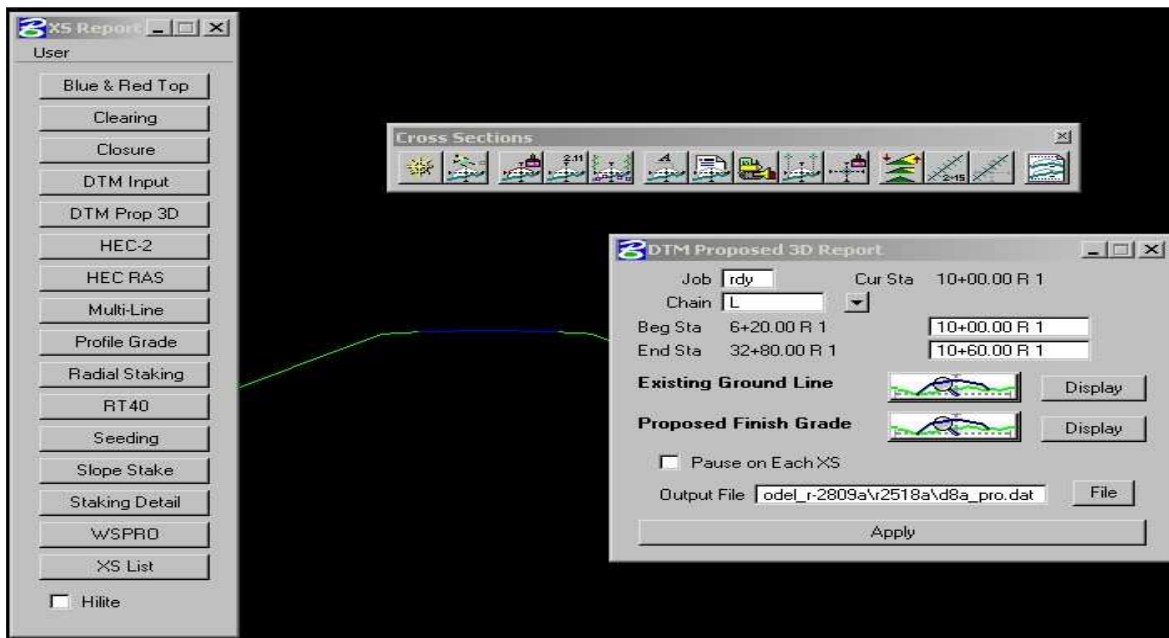 XS Report
User
Blue & Red Top
Clearing
Closure
DTM Input
DTM Prop 3D
HEC-2
HEC RAS
Multi-Line
Profile Grade
Radial Staking
RT40
Seeding
Slope Stake
Staking Detail
WSPRO
XS List
Hilite
Cross Sections
2.11
A
2.15
DTM Proposed 3D Report
Job rdy Cur Sta 10+00.00 R 1
Chain L
Beg Sta 6+20.00 R 1 10+00.00 R 1
End Sta 32+80.00 R 1 10+60.00 R 1
Existing Ground Line Display
Proposed Finish Grade Display
Pause on Each XS
Output File odel_r-2809a\r2518a\d8a_pro.dat File
Apply